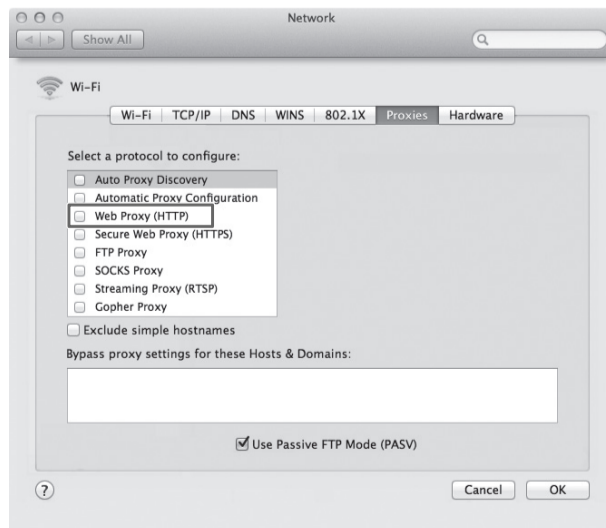 Network
Show All
Wi-Fi
Wi-Fi TCP/IP DNS WINS 802.1X Proxies Hardware
Select a protocol to configure:
Auto Proxy Discovery
Automatic Proxy Configuration
Web Proxy (HTTP)
Secure Web Proxy (HTTPS)
FTP Proxy
SOCKS Proxy
Streaming Proxy (RTSP)
Gopher Proxy
Exclude simple hostnames
Bypass proxy settings for these Hosts & Domains:
Use Passive FTP Mode (PASV)
? Cancel OK